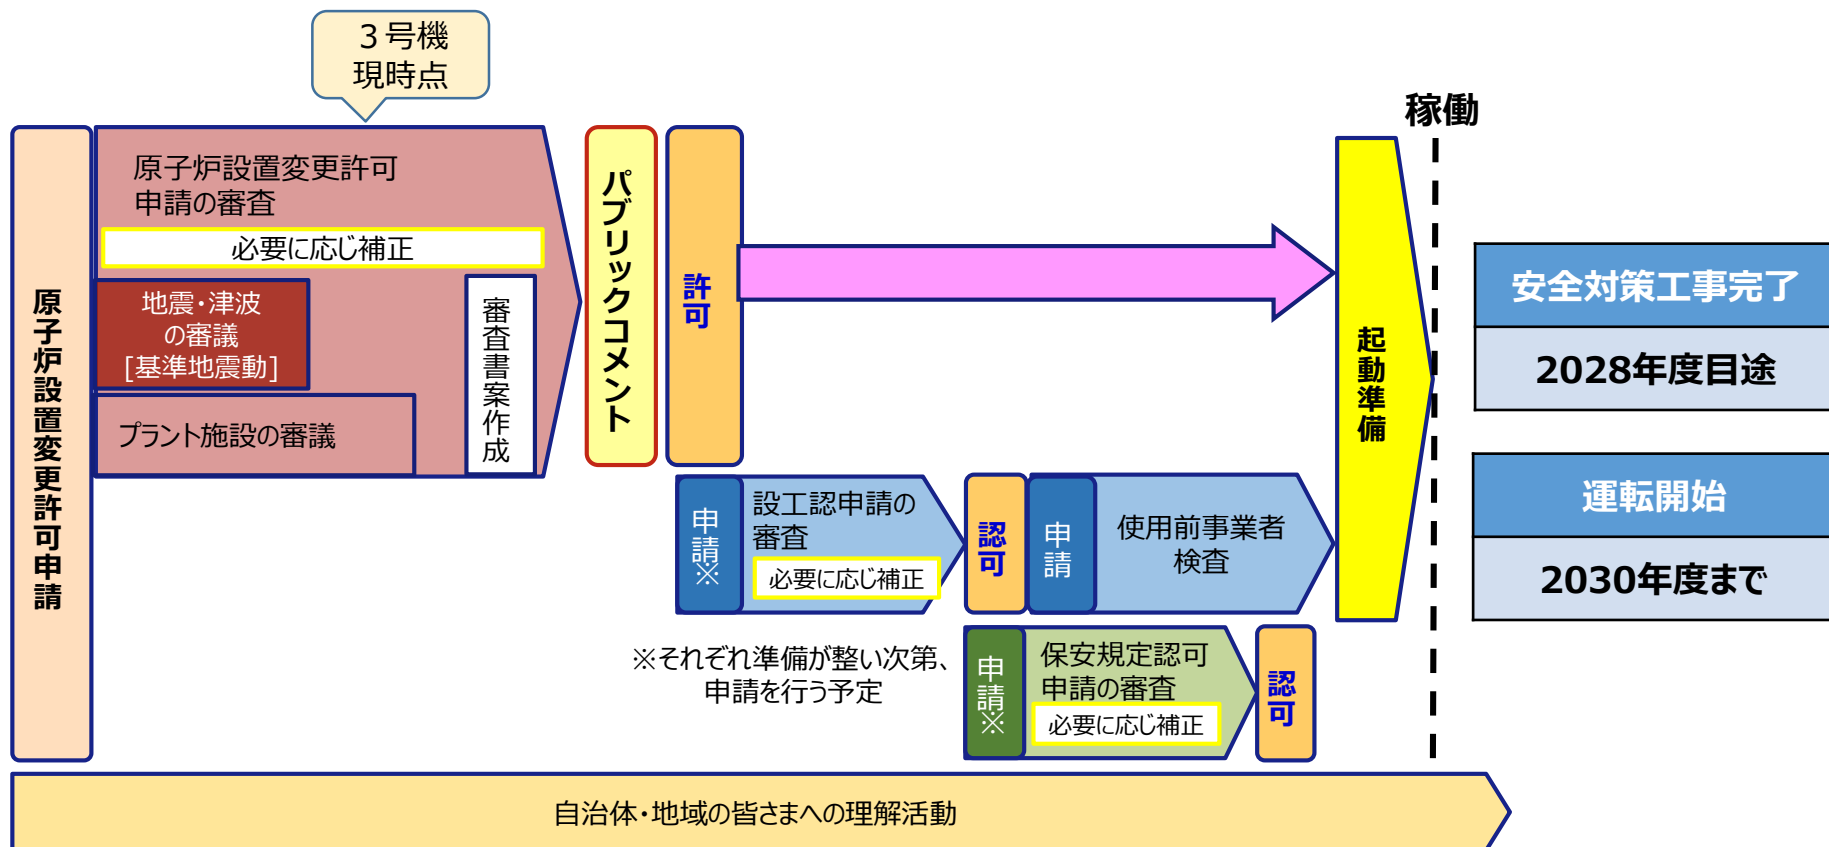 ３号機
現時点
稼働
原子炉設置変更許可申請
原子炉設置変更許可
申請の審査
必要に応じ補正
地震・津波
の審議
[基準地震動]
プラント施設の審議
審査書案作成
パブリックコメント
許可
起動準備
安全対策工事完了
2028年度目途
運転開始
2030年度まで
申請※
設工認申請の
審査
必要に応じ補正
認可
申請
使用前事業者
検査
※それぞれ準備が整い次第、
申請を行う予定
申請※
保安規定認可
申請の審査
必要に応じ補正
認可
自治体・地域の皆さまへの理解活動